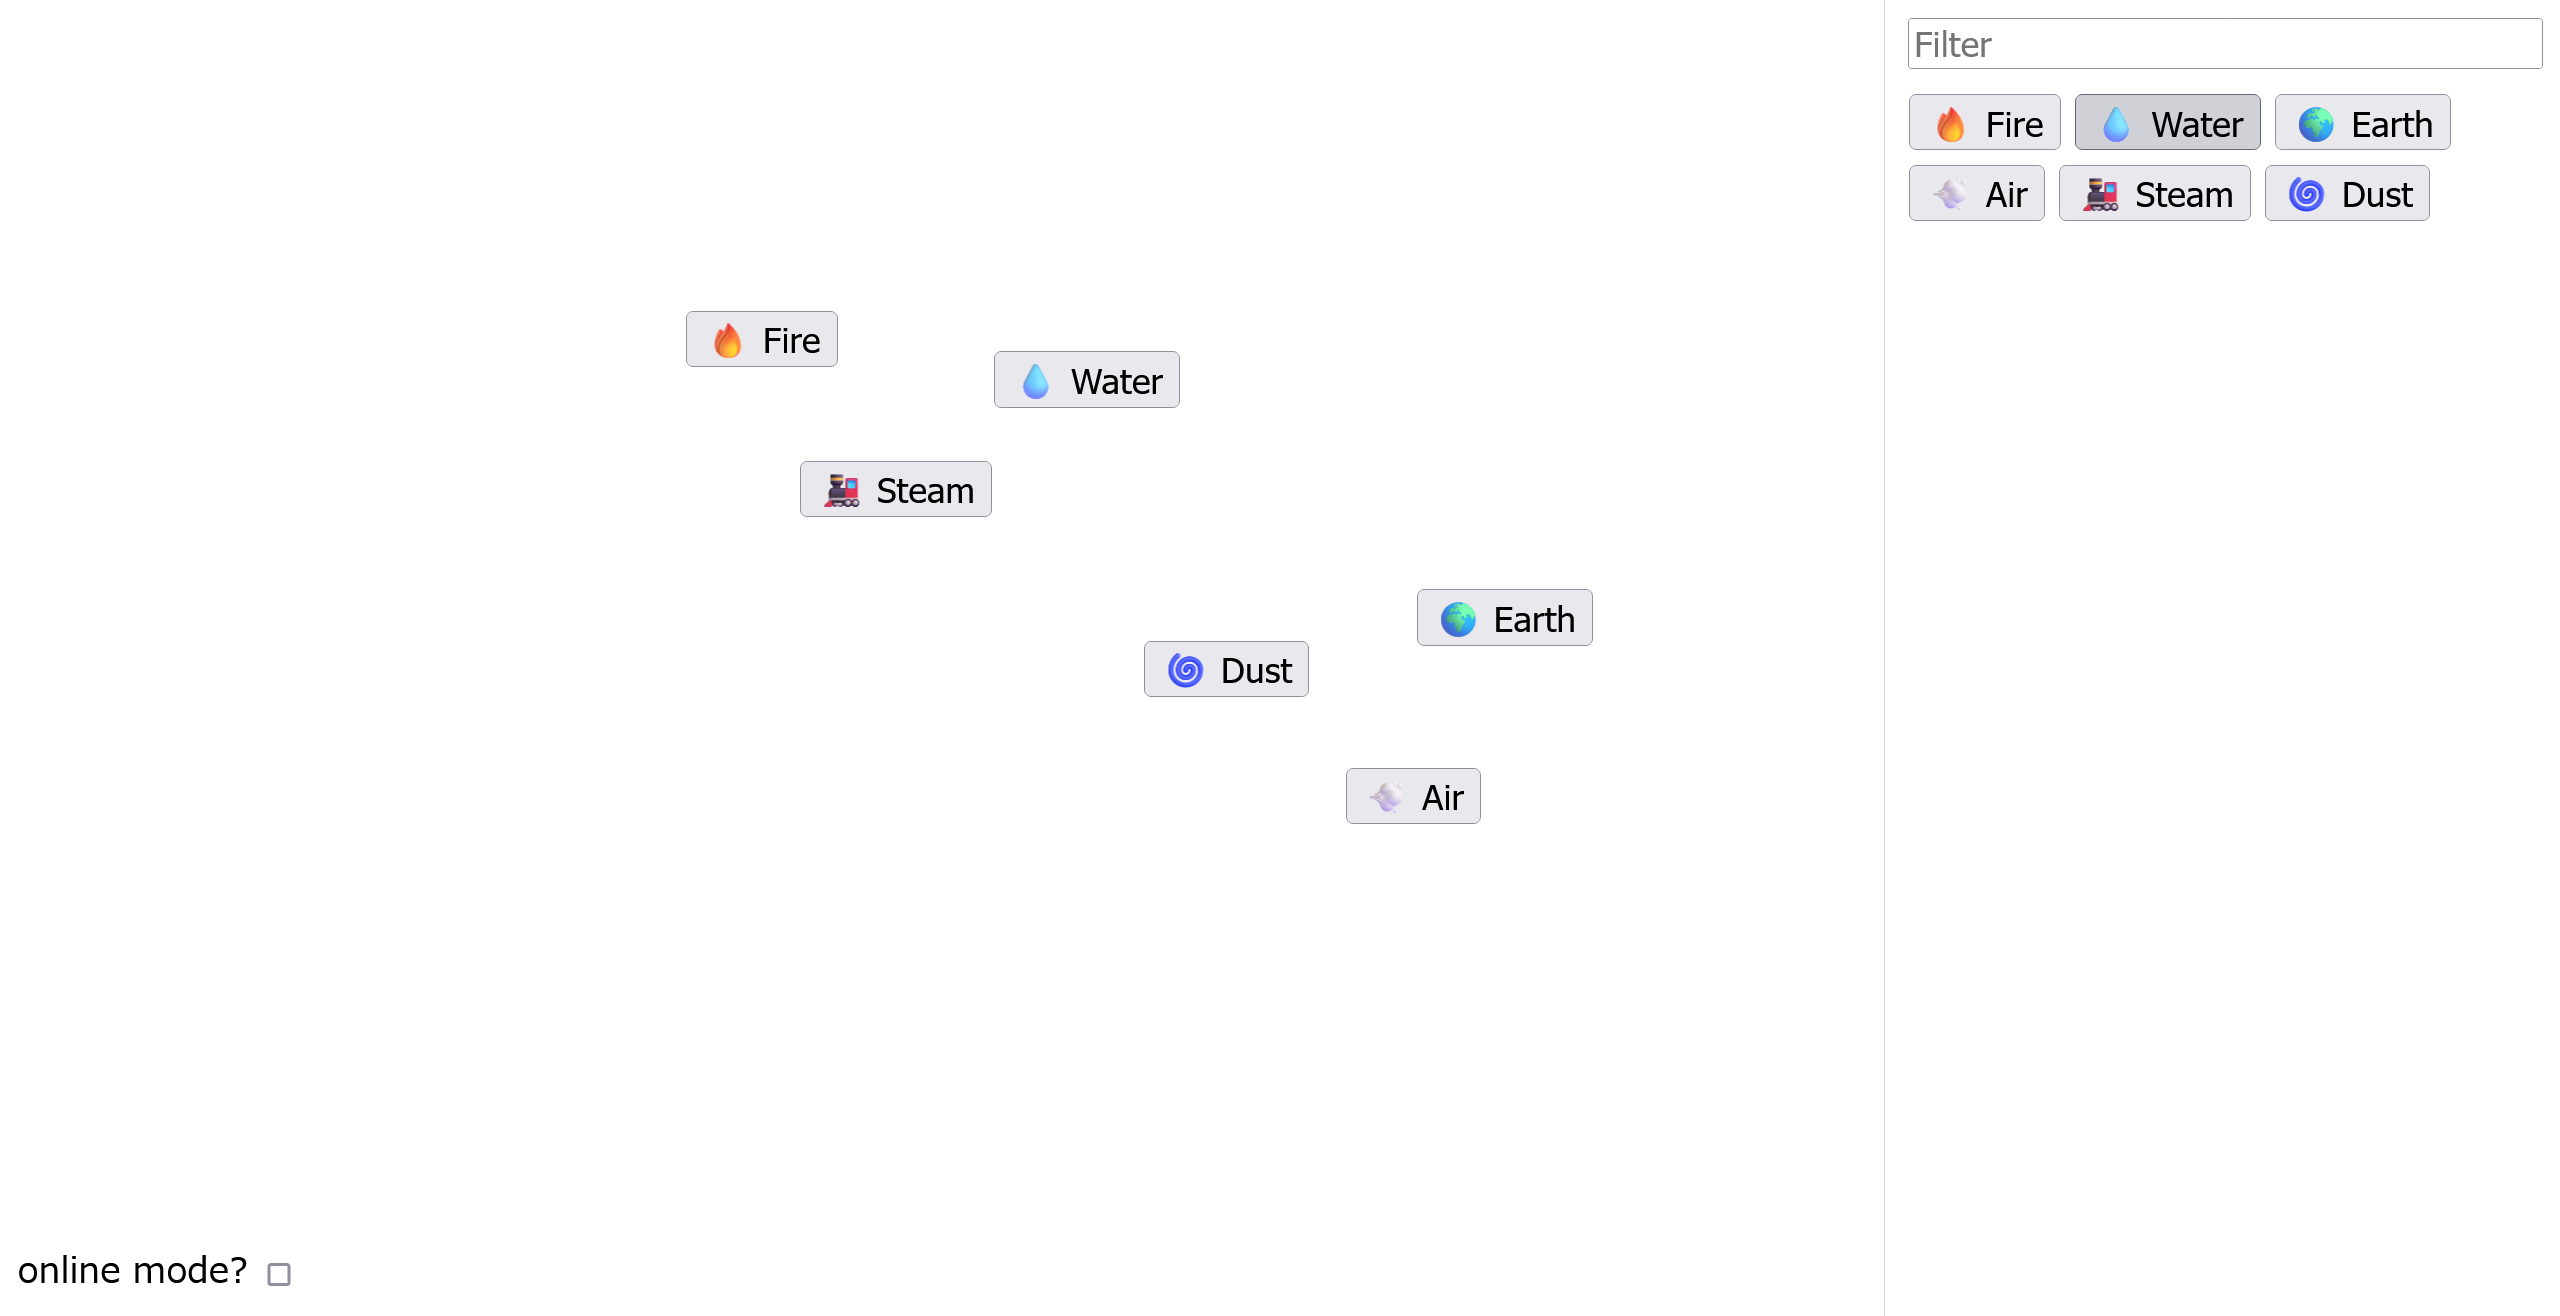 Filter
Fire Water Earth
Air Steam Dust
Fire
Water
Steam
Earth
Dust
Air
online mode?